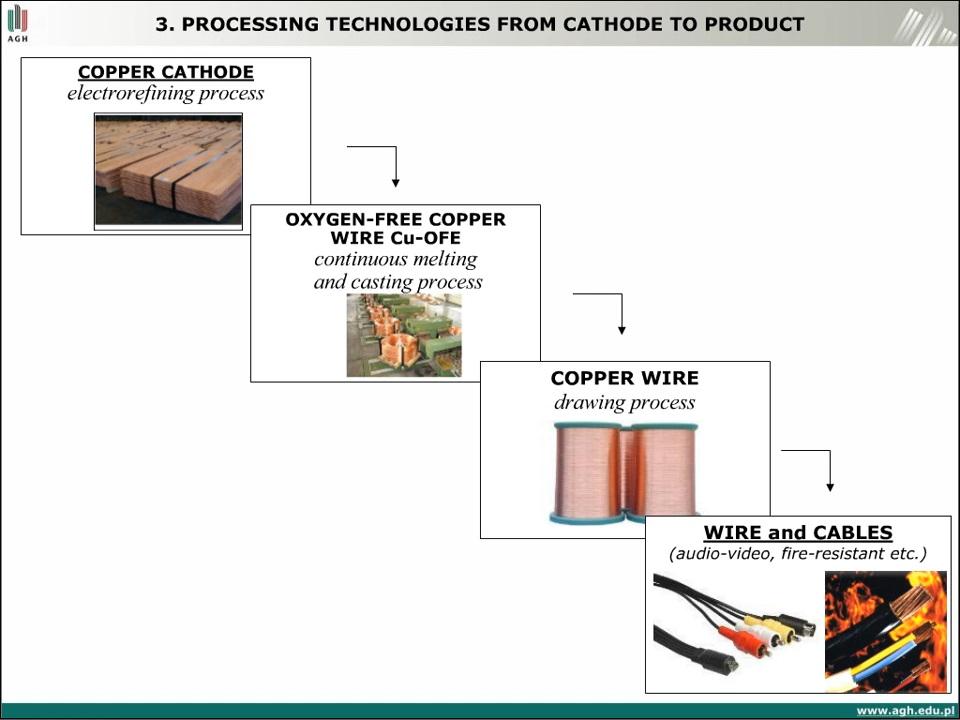 AGH
3. PROCESSING TECHNOLOGIES FROM CATHODE TO PRODUCT
COPPER CATHODE
electrorefining process
OXYGEN-FREE COPPER
WIRE Cu-OFE
continuous melting
and casting process
COPPER WIRE
drawing process
WIRE and CABLES
(audio-video, fire-resistant etc.)
www.agh.edu.pl